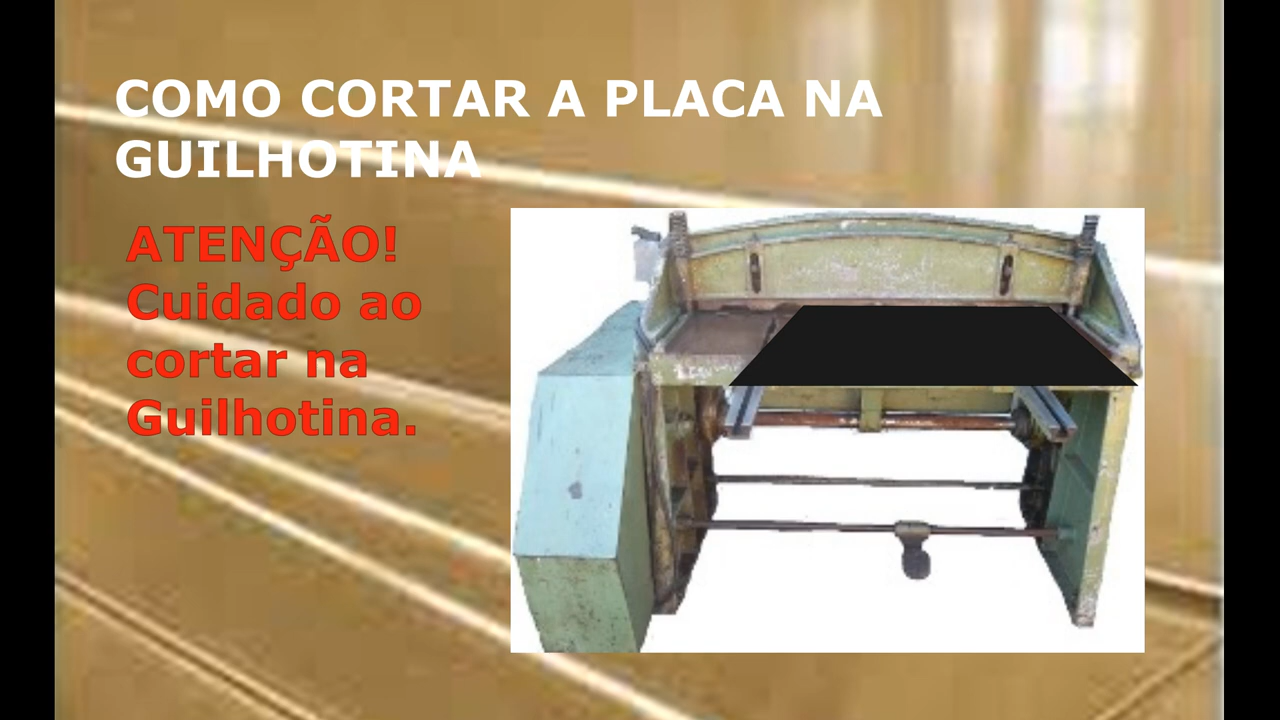 COMO CORTAR A PLACA NA
GUILHOTINA
ATENÇÃO!
Cuidado ao
cortar na
Guilhotina.